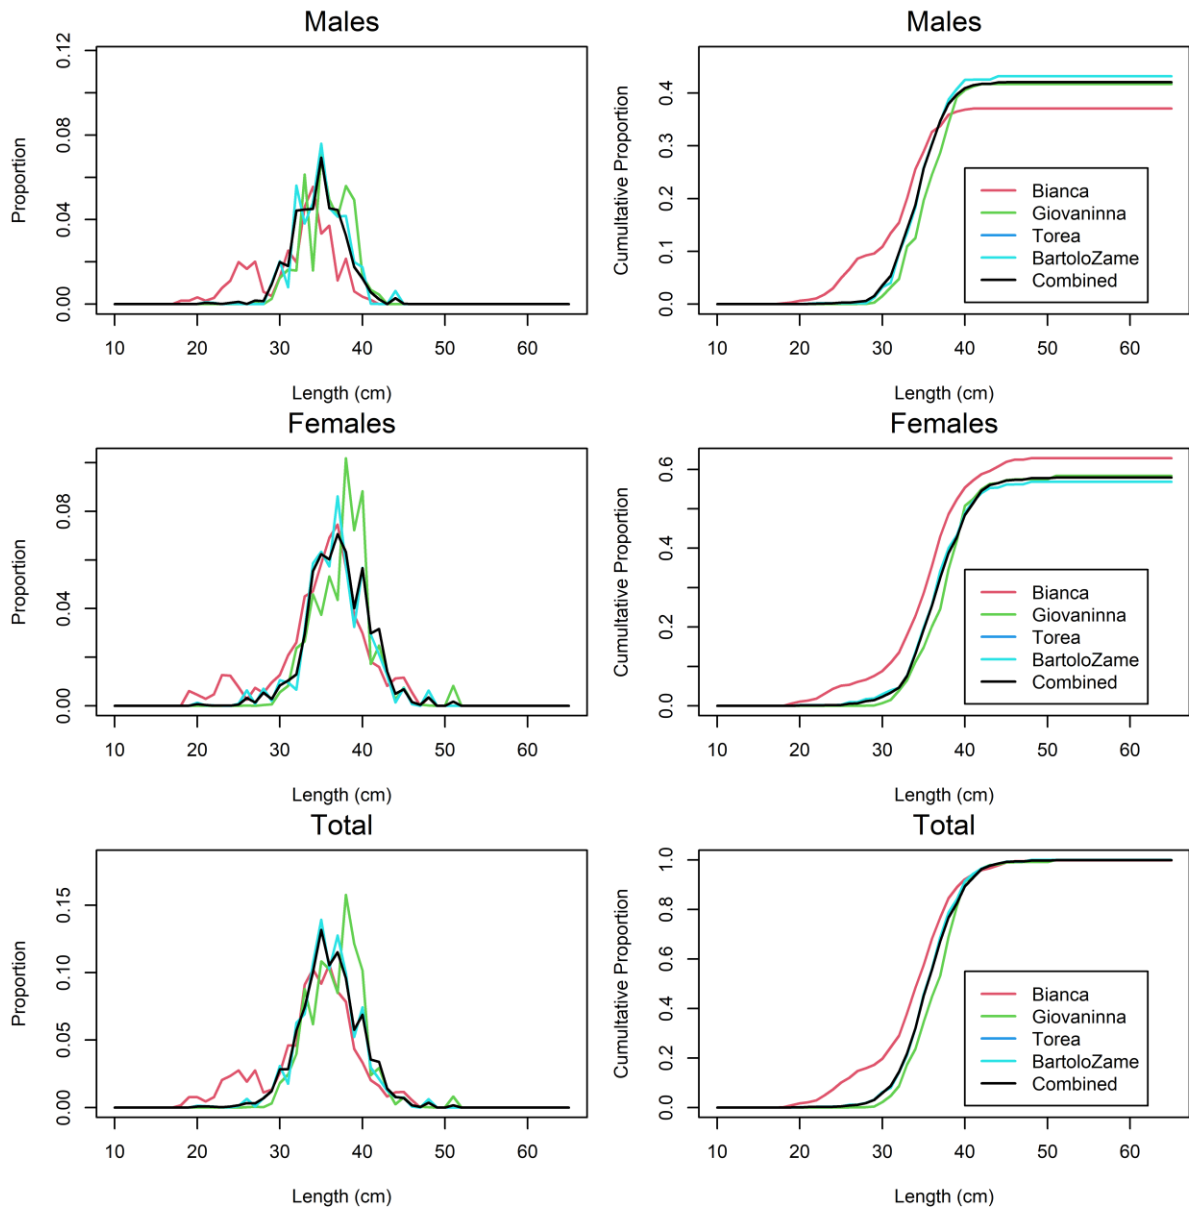 Males
Proportion
0.00
0.04
0.08
0.12
10 20 30 40 50 60
Length (cm)
Males
Cumultative Proportion
0.0
0.1
0.2
0.3
0.4
Bianca
Giovaninna
Torea
BartoloZame
Combined
10 20 30 40 50 60
Length (cm)
Females
Proportion
0.00
0.04
0.08
10 20 30 40 50 60
Length (cm)
Females
Cumultative Proportion
0.0
0.2
0.4
0.6
Bianca
Giovaninna
Torea
BartoloZame
Combined
10 20 30 40 50 60
Length (cm)
Total
Proportion
0.00
0.05
0.10
0.15
10 20 30 40 50 60
Length (cm)
Total
Cumultative Proportion
0.0
0.2
0.4
0.6
0.8
1.0
Bianca
Giovaninna
Torea
BartoloZame
Combined
10 20 30 40 50 60
Length (cm)